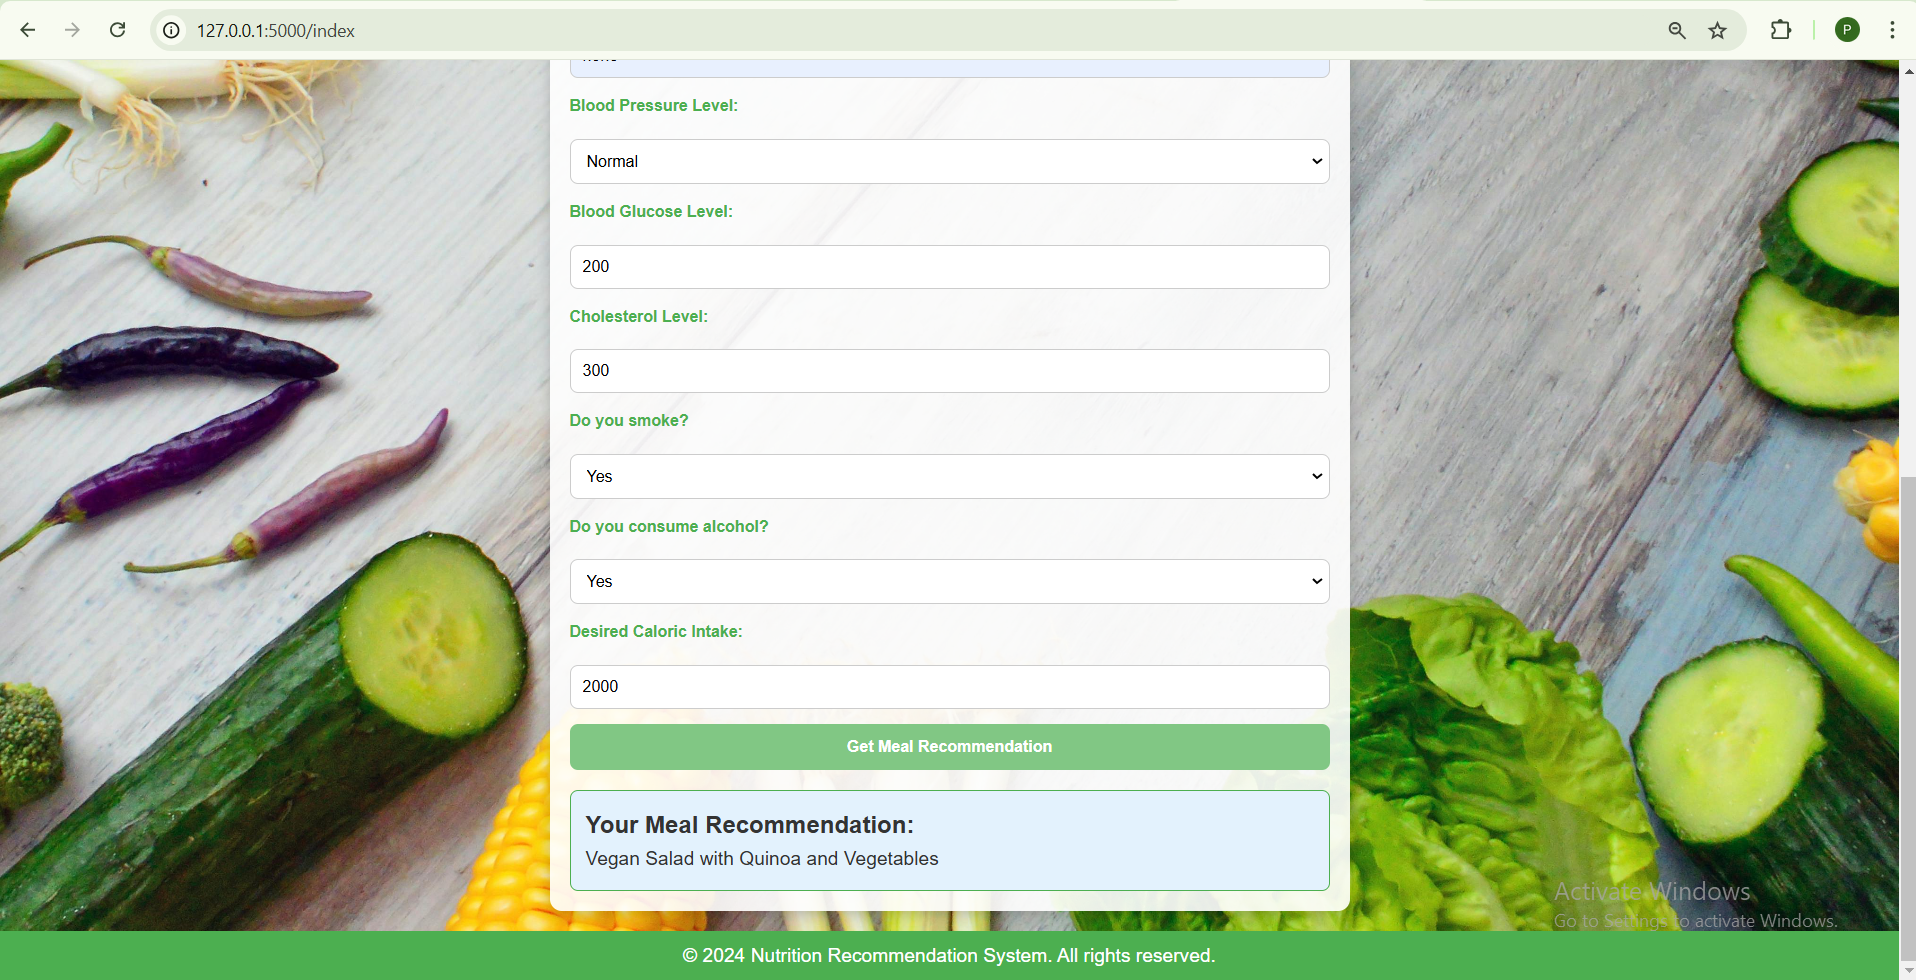 127.0.0.1:5000/index
P
Blood Pressure Level:
Normal
Blood Glucose Level:
200
Cholesterol Level:
300
Do you smoke?
Yes
Do you consume alcohol?
Yes
Desired Caloric Intake:
2000
Get Meal Recommendation
Your Meal Recommendation:
Vegan Salad with Quinoa and Vegetables
Activate Windows
Go to Settings to activate Windows.
© 2024 Nutrition Recommendation System. All rights reserved.